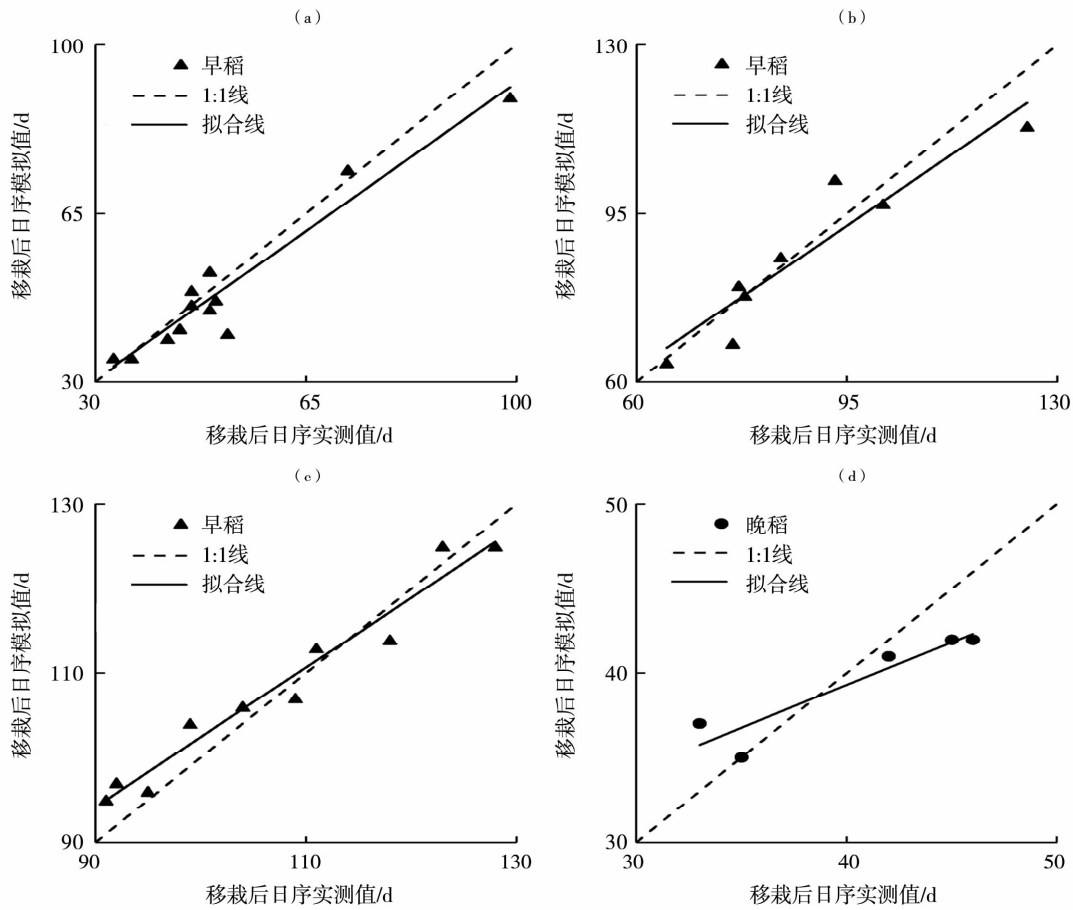 （a）
100
早稻
1:1线
拟合线
65
30
移栽后日序模拟值/d
30
65
100
移栽后日序实测值/d
（b）
130
早稻
1:1线
拟合线
95
60
移栽后日序模拟值/d
60
95
130
移栽后日序实测值/d
（c）
130
早稻
1:1线
拟合线
110
90
移栽后日序模拟值/d
90
110
130
移栽后日序实测值/d
（d）
50
晚稻
1:1线
拟合线
40
30
移栽后日序模拟值/d
30
40
50
移栽后日序实测值/d